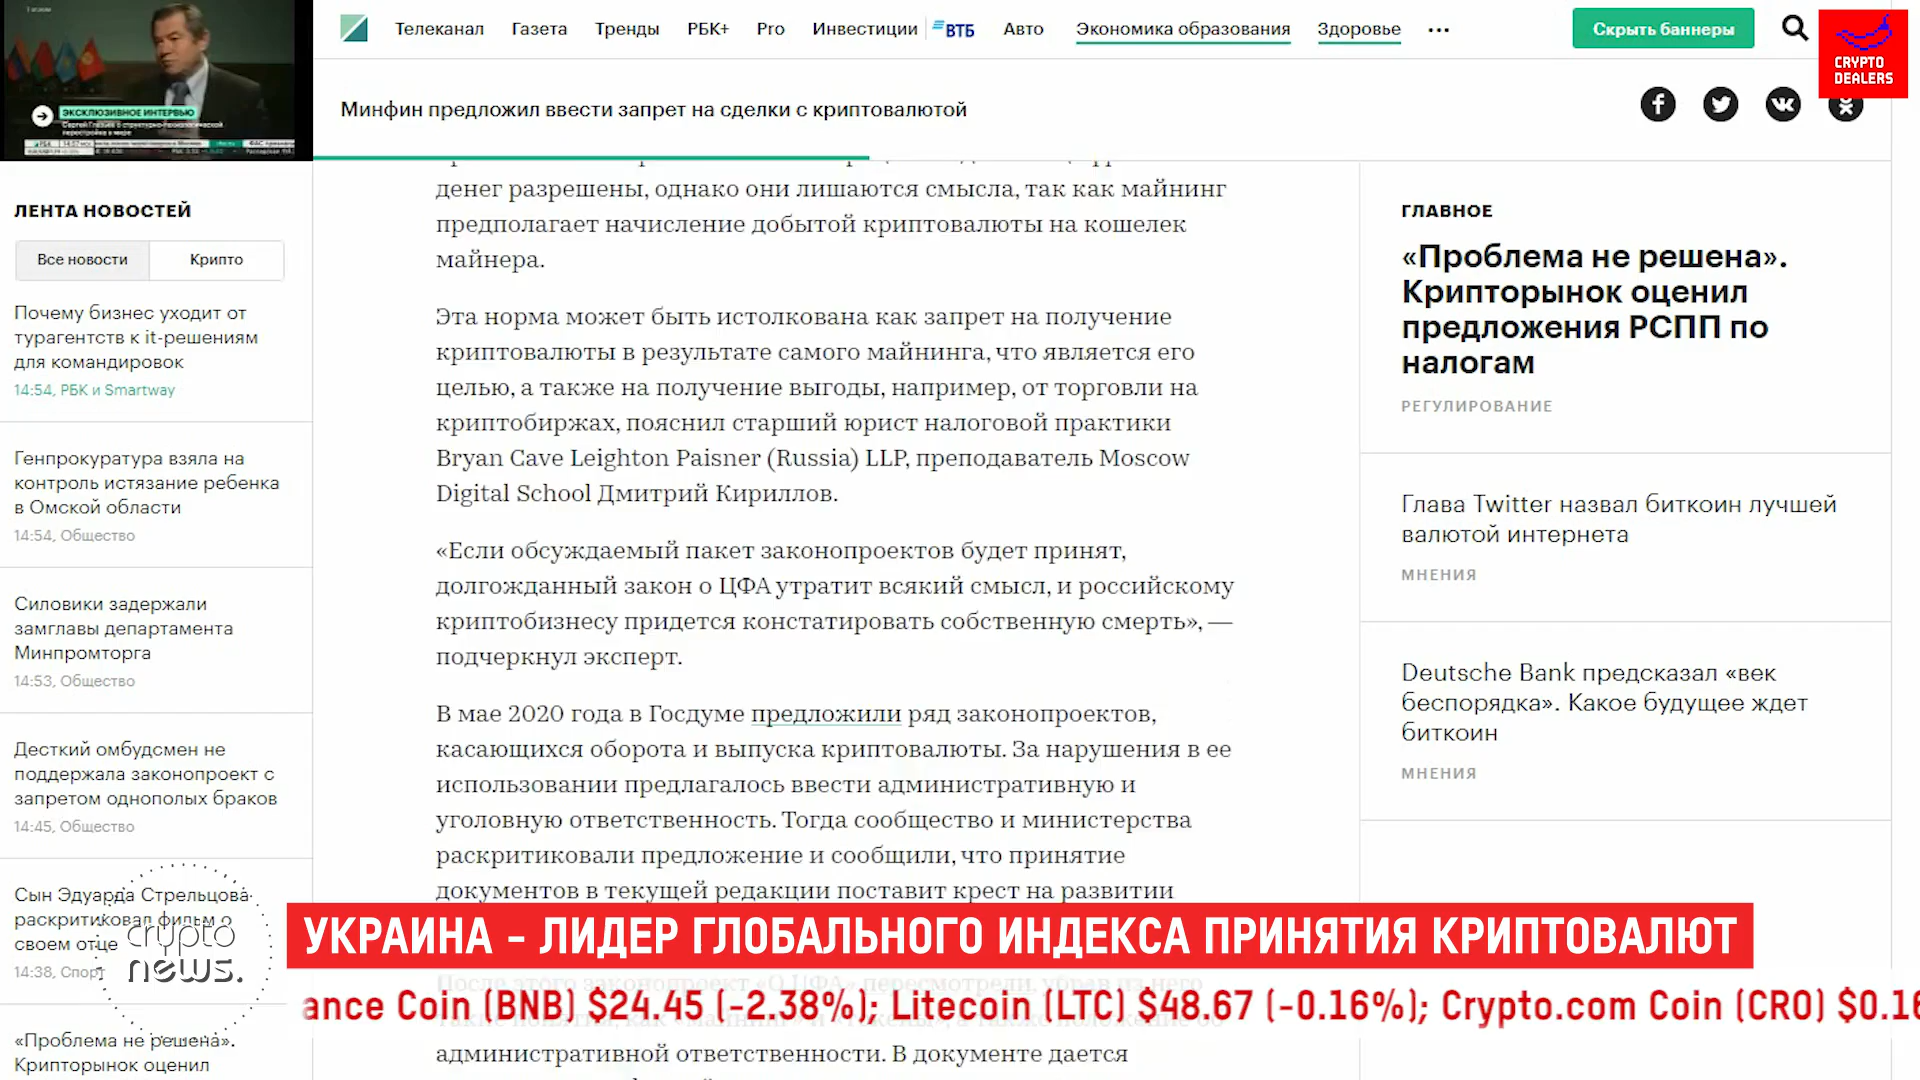 Телеканал Газета Тренды РБК+ Pro Инвестиции ВТБ Авто Экономика образования Здоровье ...
Скрыть баннеры
CRYPTO
DEALERS
ЭКСКЛЮЗИВНОЕ ИНТЕРВЬЮ
Минфин предложил ввести запрет на сделки с криптовалютой
ЛЕНТА НОВОСТЕЙ
Все новости Крипто
Почему бизнес уходит от
турагентств к it-решениям
для командировок
14:54, РБК и Smartway
Генпрокуратура взяла на
контроль истязание ребенка
в Омской области
14:54, Общество
Силовики задержали
замглавы департамента
Минпромторга
14:53, Общество
Десткий омбудсмен не
поддержала законопроект с
запретом однополых браков
14:45, Общество
Сын Эдуарда Стрельцова
раскритиковал фильм о
своем отце
14:38, Спорт
«Проблема не решена».
Крипторынок оценил
денег разрешены, однако они лишаются смысла, так как майнинг
предполагает начисление добытой криптовалюты на кошелек
майнера.
Эта норма может быть истолкована как запрет на получение
криптовалюты в результате самого майнинга, что является его
целью, а также на получение выгоды, например, от торговли на
криптобиржах, пояснил старший юрист налоговой практики
Bryan Cave Leighton Paisner (Russia) LLP, преподаватель Moscow
Digital School Дмитрий Кириллов.
«Если обсуждаемый пакет законопроектов будет принят,
долгожданный закон о ЦФА утратит всякий смысл, и российскому
криптобизнесу придется констатировать собственную смерть», —
подчеркнул эксперт.
В мае 2020 года в Госдуме предложили ряд законопроектов,
касающихся оборота и выпуска криптовалюты. За нарушения в ее
использовании предлагалось ввести административную и
уголовную ответственность. Тогда сообщество и министерства
раскритиковали предложение и сообщили, что принятие
документов в текущей редакции поставит крест на развитии
После этого законопроект «О ЦФА» пересмотрели, убрав из него
административной ответственности. В документе дается
ГЛАВНОЕ
«Проблема не решена».
Крипторынок оценил
предложения РСПП по
налогам
РЕГУЛИРОВАНИЕ
Глава Twitter назвал биткоин лучшей
валютой интернета
МНЕНИЯ
Deutsche Bank предсказал «век
беспорядка». Какое будущее ждет
биткоин
МНЕНИЯ
crypto
news.
УКРАИНА - ЛИДЕР ГЛОБАЛЬНОГО ИНДЕКСА ПРИНЯТИЯ КРИПТОВАЛЮТ
ance Coin (BNB) $24.45 (-2.38%); Litecoin (LTC) $48.67 (-0.16%); Crypto.com Coin (CRO) $0.16